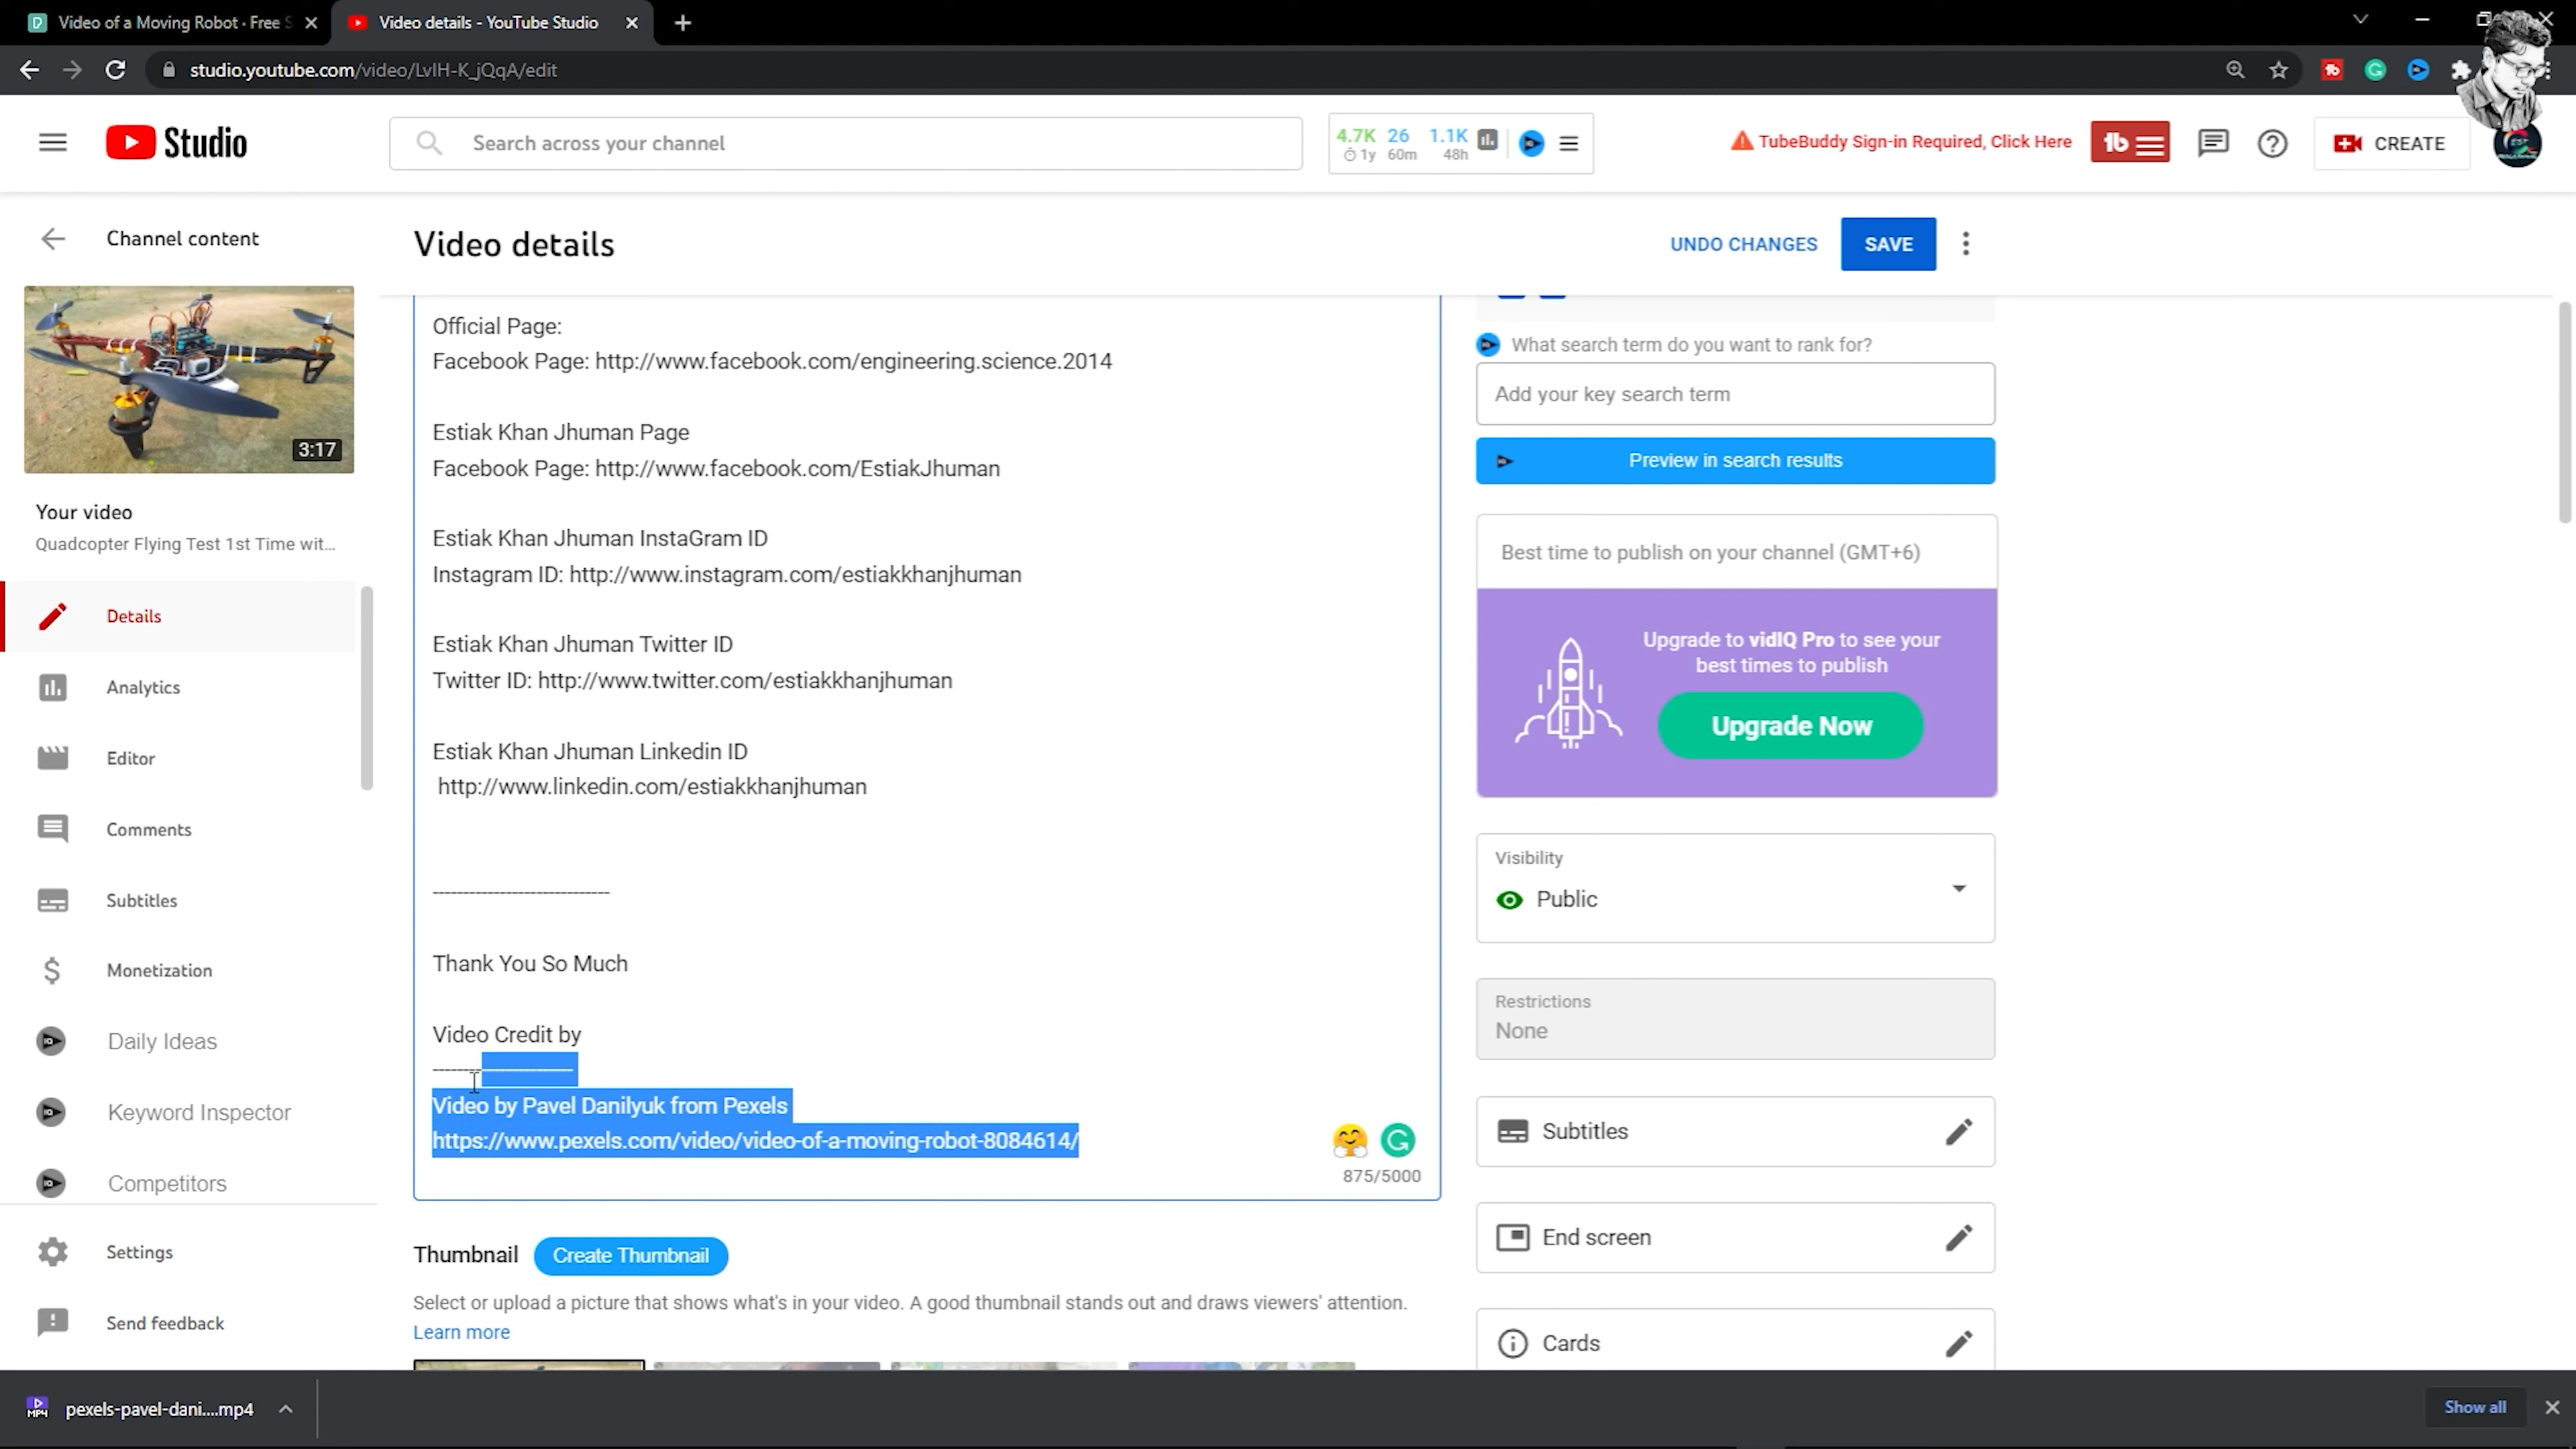 Video of a Moving Robot · Free S
Video details - YouTube Studio
studio.youtube.com/video/LvIH-K_jQqA/edit
Studio
Search across your channel
4.7K 26 1.1K
1y 60m 48h
TubeBuddy Sign-in Required, Click Here
CREATE
Channel content
Video details
UNDO CHANGES
SAVE
3:17
Your video
Quadcopter Flying Test 1st Time wit...
Details
Analytics
Editor
Comments
Subtitles
Monetization
Daily Ideas
Keyword Inspector
Competitors
Settings
Send feedback
Official Page:
Facebook Page: http://www.facebook.com/engineering.science.2014
Estiak Khan Jhuman Page
Facebook Page: http://www.facebook.com/EstiakJhuman
Estiak Khan Jhuman InstaGram ID
Instagram ID: http://www.instagram.com/estiakkhanjhuman
Estiak Khan Jhuman Twitter ID
Twitter ID: http://www.twitter.com/estiakkhanjhuman
Estiak Khan Jhuman Linkedin ID
http://www.linkedin.com/estiakkhanjhuman
-----------------------------
Thank You So Much
Video Credit by
-----------------------
Video by Pavel Danilyuk from Pexels
https://www.pexels.com/video/video-of-a-moving-robot-8084614/
875/5000
Thumbnail
Create Thumbnail
Select or upload a picture that shows what's in your video. A good thumbnail stands out and draws viewers' attention.
Learn more
What search term do you want to rank for?
Add your key search term
Preview in search results
Best time to publish on your channel (GMT+6)
Upgrade to vidIQ Pro to see your
best times to publish
Upgrade Now
Visibility
Public
Restrictions
None
Subtitles
End screen
Cards
MP4
pexels-pavel-dani....mp4
Show all